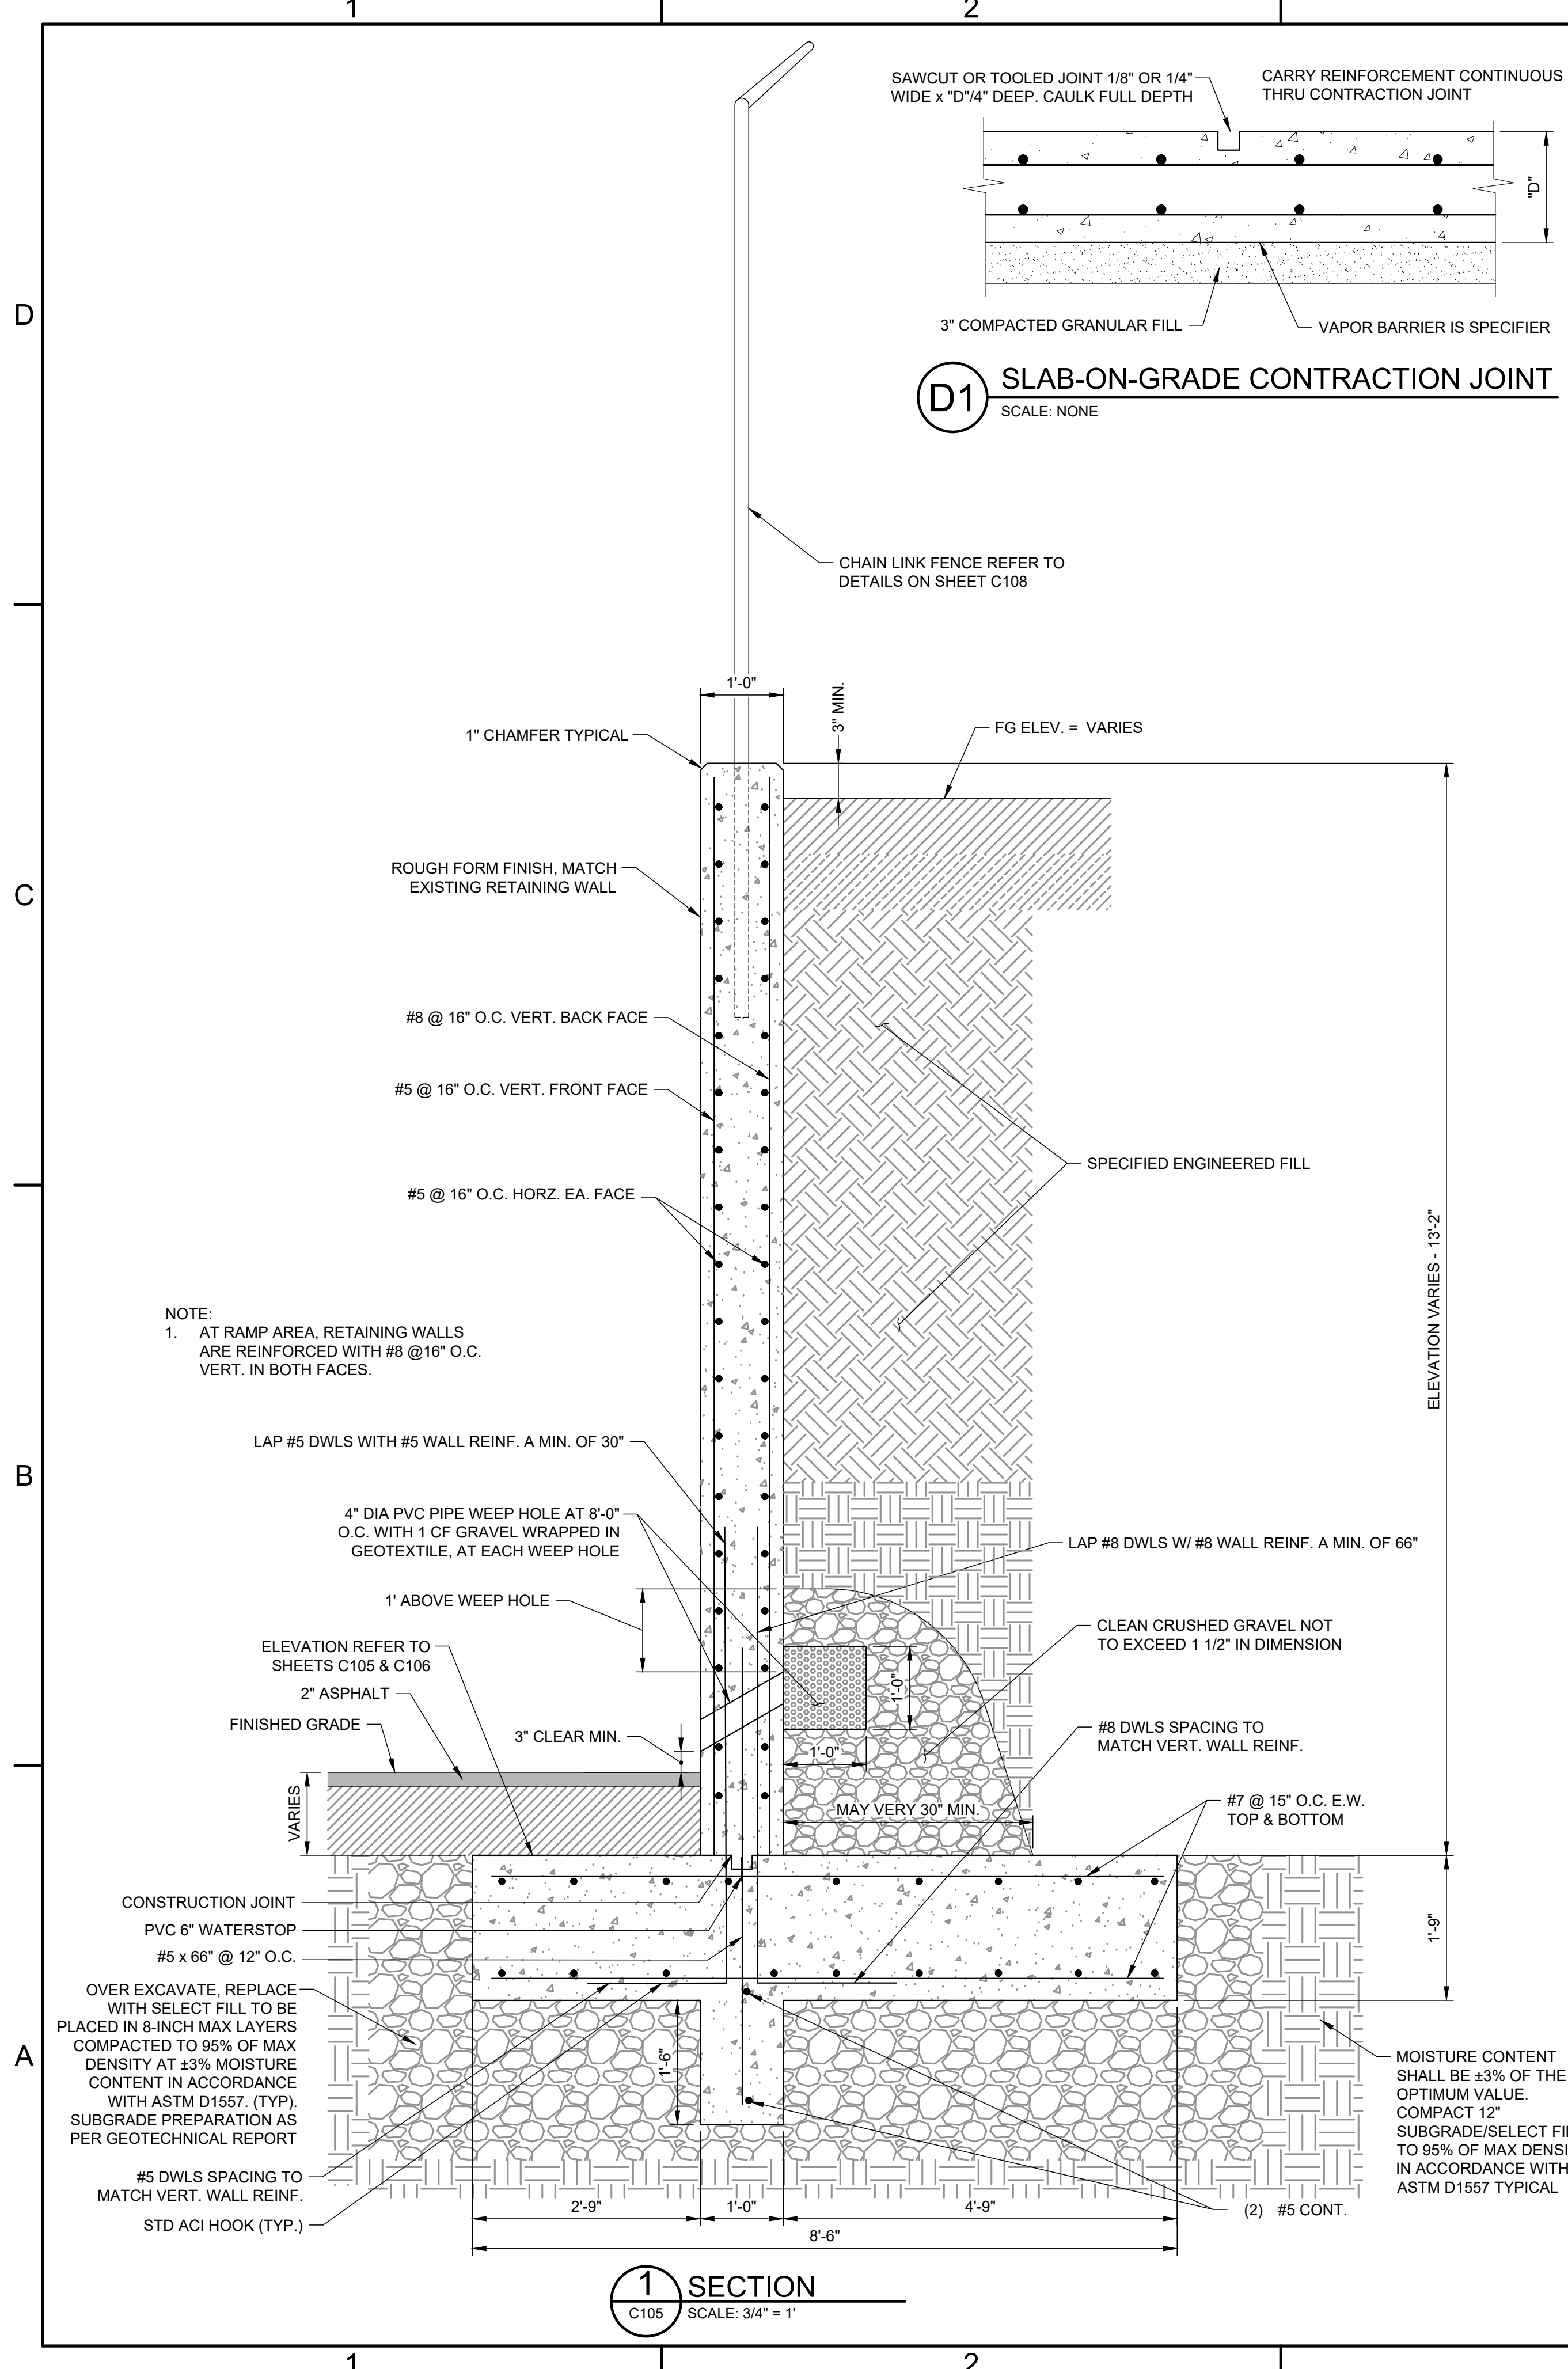 1
2
SAWCUT OR TOOLED JOINT 1/8" OR 1/4"
WIDE x "D"/4" DEEP. CAULK FULL DEPTH
CARRY REINFORCEMENT CONTINUOUS
THRU CONTRACTION JOINT
"D"
3" COMPACTED GRANULAR FILL
VAPOR BARRIER IS SPECIFIER
D1
SLAB-ON-GRADE CONTRACTION JOINT
SCALE: NONE
D
CHAIN LINK FENCE REFER TO
DETAILS ON SHEET C108
1'-0"
3" MIN.
1" CHAMFER TYPICAL
FG ELEV. = VARIES
C
ROUGH FORM FINISH, MATCH
EXISTING RETAINING WALL
#8 @ 16" O.C. VERT. BACK FACE
#5 @ 16" O.C. VERT. FRONT FACE
SPECIFIED ENGINEERED FILL
#5 @ 16" O.C. HORZ. EA. FACE
ELEVATION VARIES - 13'-2"
NOTE:
1. AT RAMP AREA, RETAINING WALLS
ARE REINFORCED WITH #8 @16" O.C.
VERT. IN BOTH FACES.
B
LAP #5 DWLS WITH #5 WALL REINF. A MIN. OF 30"
4" DIA PVC PIPE WEEP HOLE AT 8'-0"
O.C. WITH 1 CF GRAVEL WRAPPED IN
GEOTEXTILE, AT EACH WEEP HOLE
LAP #8 DWLS W/ #8 WALL REINF. A MIN. OF 66"
1' ABOVE WEEP HOLE
CLEAN CRUSHED GRAVEL NOT
TO EXCEED 1 1/2" IN DIMENSION
ELEVATION REFER TO
SHEETS C105 & C106
2" ASPHALT
FINISHED GRADE
3" CLEAR MIN.
1'-0"
1'-0"
#8 DWLS SPACING TO
MATCH VERT. WALL REINF.
VARIES
MAY VERY 30" MIN.
#7 @ 15" O.C. E.W.
TOP & BOTTOM
A
CONSTRUCTION JOINT
PVC 6" WATERSTOP
#5 x 66" @ 12" O.C.
1'-9"
OVER EXCAVATE, REPLACE
WITH SELECT FILL TO BE
PLACED IN 8-INCH MAX LAYERS
COMPACTED TO 95% OF MAX
DENSITY AT ±3% MOISTURE
CONTENT IN ACCORDANCE
WITH ASTM D1557. (TYP).
SUBGRADE PREPARATION AS
PER GEOTECHNICAL REPORT
1'-6"
MOISTURE CONTENT
SHALL BE ±3% OF THE
OPTIMUM VALUE.
COMPACT 12"
SUBGRADE/SELECT
TO 95% OF MAX
IN ACCORDANCE WITH
ASTM D1557 TYPICAL
#5 DWLS SPACING TO
MATCH VERT. WALL REINF.
STD ACI HOOK (TYP.)
2'-9"
1'-0"
4'-9"
(2) #5 CONT.
8'-6"
1
C105
SECTION
SCALE: 3/4" = 1'
1
2